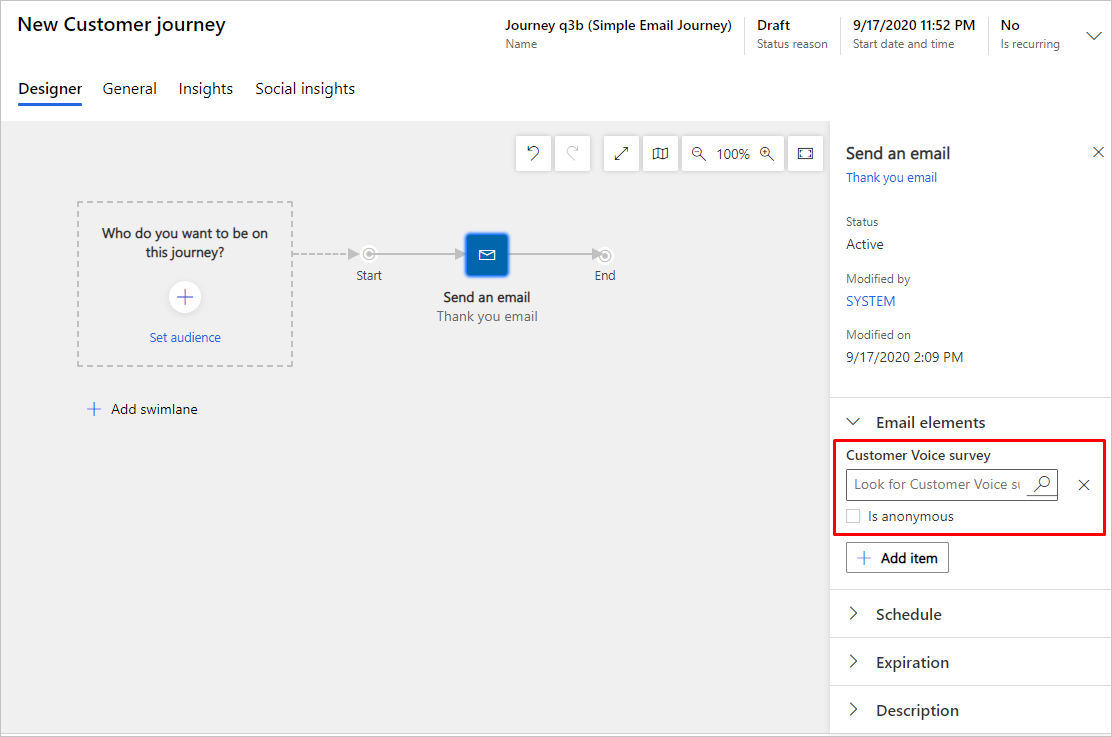 New Customer journey
Journey q3b (Simple Email Journey)
Name
Draft
Status reason
9/17/2020 11:52 PM
Start date and time
No
Is recurring
Designer
General
Insights
Social insights
100%
Who do you want to be on
this journey?
Set audience
Start
Send an email
Thank you email
End
Add swimlane
Send an email
Thank you email
Status
Active
Modified by
SYSTEM
Modified on
9/17/2020 2:09 PM
Email elements
Customer Voice survey
Look for Customer Voice su
Is anonymous
Add item
Schedule
Expiration
Description